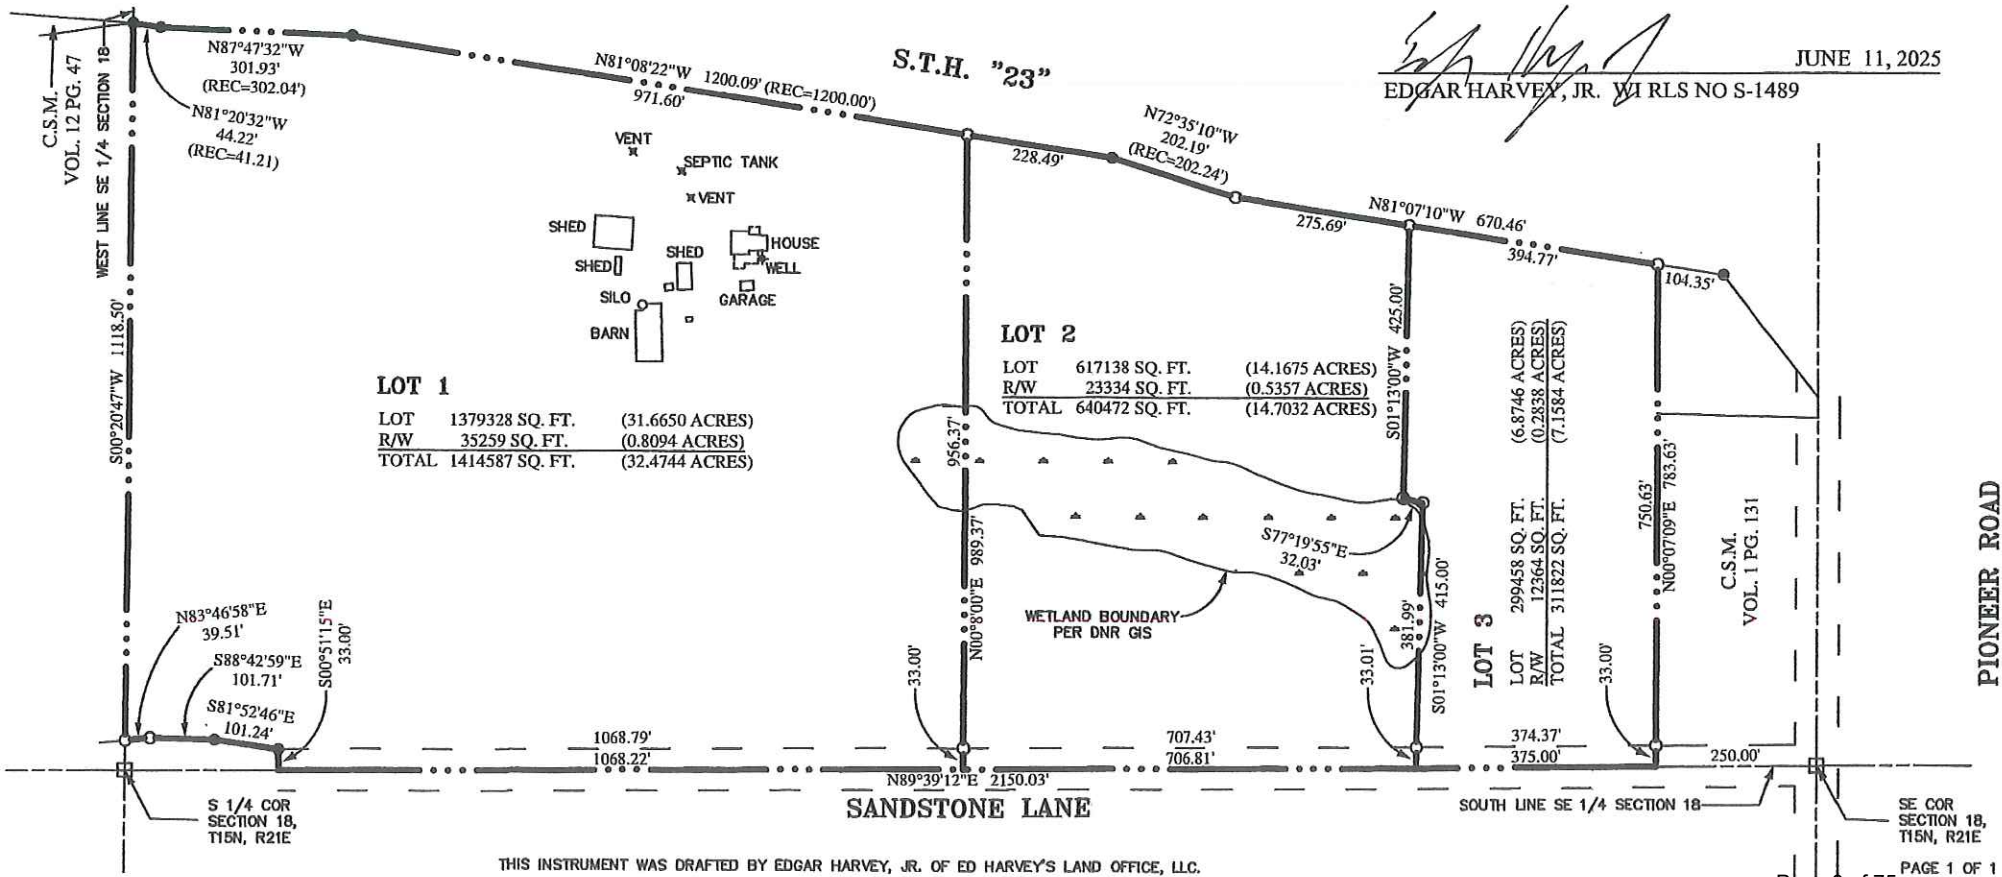 JUNE 11, 2025
EDGAR HARVEY, JR. WI RLS NO S-1489
S.T.H. "23"
C.S.M.
VOL. 12 PG. 47
WEST LINE SE 1/4 SECTION 18
N87°47'32"W
301.93'
(REC=302.04')
N81°20'32"W
44.22'
(REC=41.21)
N81°08'22"W 1200.09' (REC=1200.00')
971.60'
228.49'
N72°35'10"W
202.19'
(REC=202.24')
N81°07'10"W 670.46'
275.69'
394.77'
104.35'
VENT
SEPTIC TANK
VENT
SHED
SHED
SHED
HOUSE
WELL
SILO
GARAGE
BARN
S00°20'47"W 1118.50'
LOT 1
LOT 1379328 SQ. FT. (31.6650 ACRES)
R/W 35259 SQ. FT. (0.8094 ACRES)
TOTAL 1414587 SQ. FT. (32.4744 ACRES)
LOT 2
LOT 617138 SQ. FT. (14.1675 ACRES)
R/W 23334 SQ. FT. (0.5357 ACRES)
TOTAL 640472 SQ. FT. (14.7032 ACRES)
956.37'
N00°8'00"E 989.37'
S01°13'00"W 425.00'
S77°19'55"E
32.03'
S01°13'00"W 415.00'
381.99'
LOT 3
LOT 299458 SQ. FT. (6.8746 ACRES)
R/W 12364 SQ. FT. (0.2838 ACRES)
TOTAL 311822 SQ. FT. (7.1584 ACRES)
750.63'
N00°07'09"E 783.63'
C.S.M.
VOL. 1 PG. 131
PIONEER ROAD
WETLAND BOUNDARY
PER DNR GIS
N83°46'58"E
39.51'
S88°42'59"E
101.71'
S81°52'46"E
101.24'
S00°51'15"E
33.00'
33.00'
33.01'
33.00'
1068.79'
1068.22'
707.43'
706.81'
374.37'
375.00'
250.00'
N89°39'12"E 2150.03'
SANDSTONE LANE
SOUTH LINE SE 1/4 SECTION 18
S 1/4 COR
SECTION 18,
T15N, R21E
SE COR
SECTION 18,
T15N, R21E
THIS INSTRUMENT WAS DRAFTED BY EDGAR HARVEY, JR. OF ED HARVEY'S LAND OFFICE, LLC.
PAGE 1 OF 1